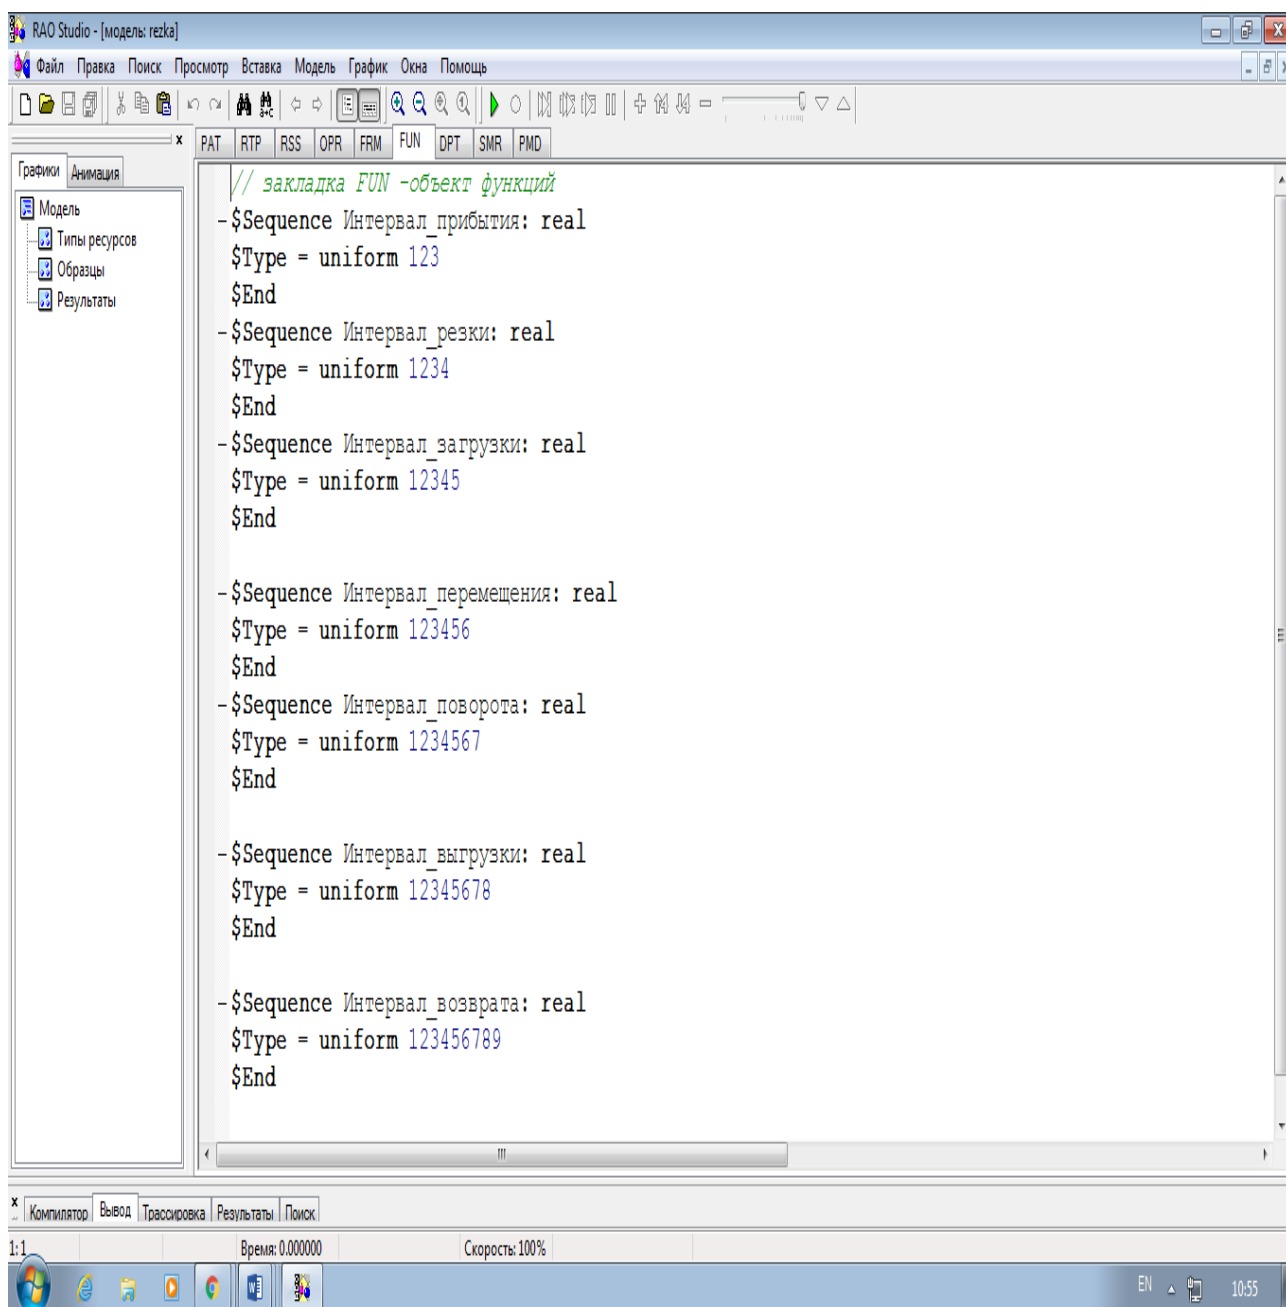 RAO Studio - [модель: rezka]
Файл Правка Поиск Просмотр Вставка Модель График Окна Помощь
PAT RTP RSS OPR FRM FUN DPT SMR PMD
Графики Анимация
Модель
Типы ресурсов
Образцы
Результаты
// закладка FUN -объект функций
$Sequence Интервал_прибытия: real
$Type = uniform 123
$End
$Sequence Интервал_резки: real
$Type = uniform 1234
$End
$Sequence Интервал_загрузки: real
$Type = uniform 12345
$End
$Sequence Интервал_перемещения: real
$Type = uniform 123456
$End
$Sequence Интервал_поворота: real
$Type = uniform 1234567
$End
$Sequence Интервал_выгрузки: real
$Type = uniform 12345678
$End
$Sequence Интервал_возврата: real
$Type = uniform 123456789
$End
Компилятор Вывод Трассировка Результаты Поиск
1: 1 Время: 0.000000 Скорость: 100%
EN 10:55